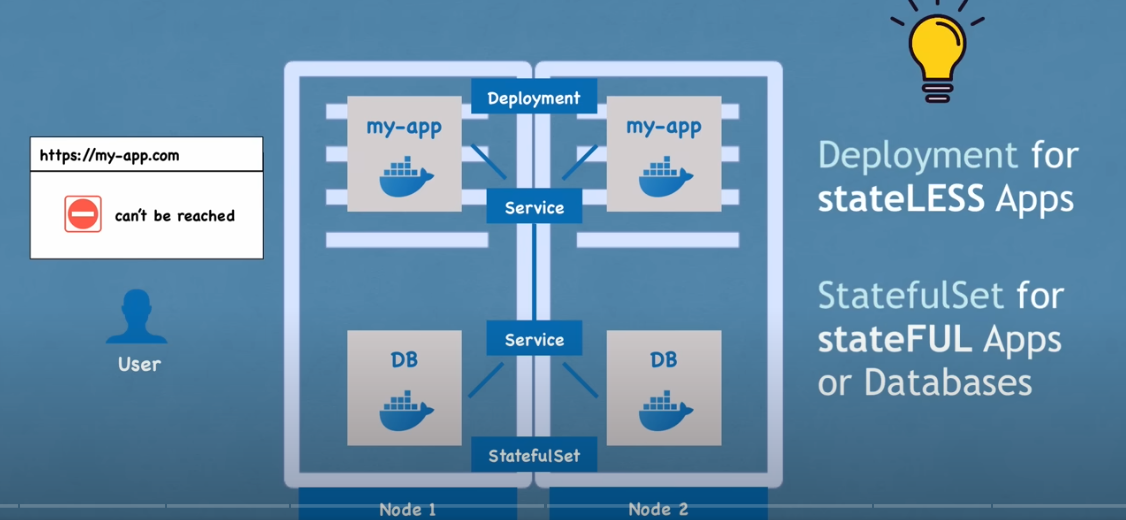 https://my-app.com
can't be reached
User
Deployment
my-app
my-app
Service
Service
DB
DB
StatefulSet
Node 1
Node 2
Deployment for
stateLESS Apps
StatefulSet for
stateFUL Apps
or Databases